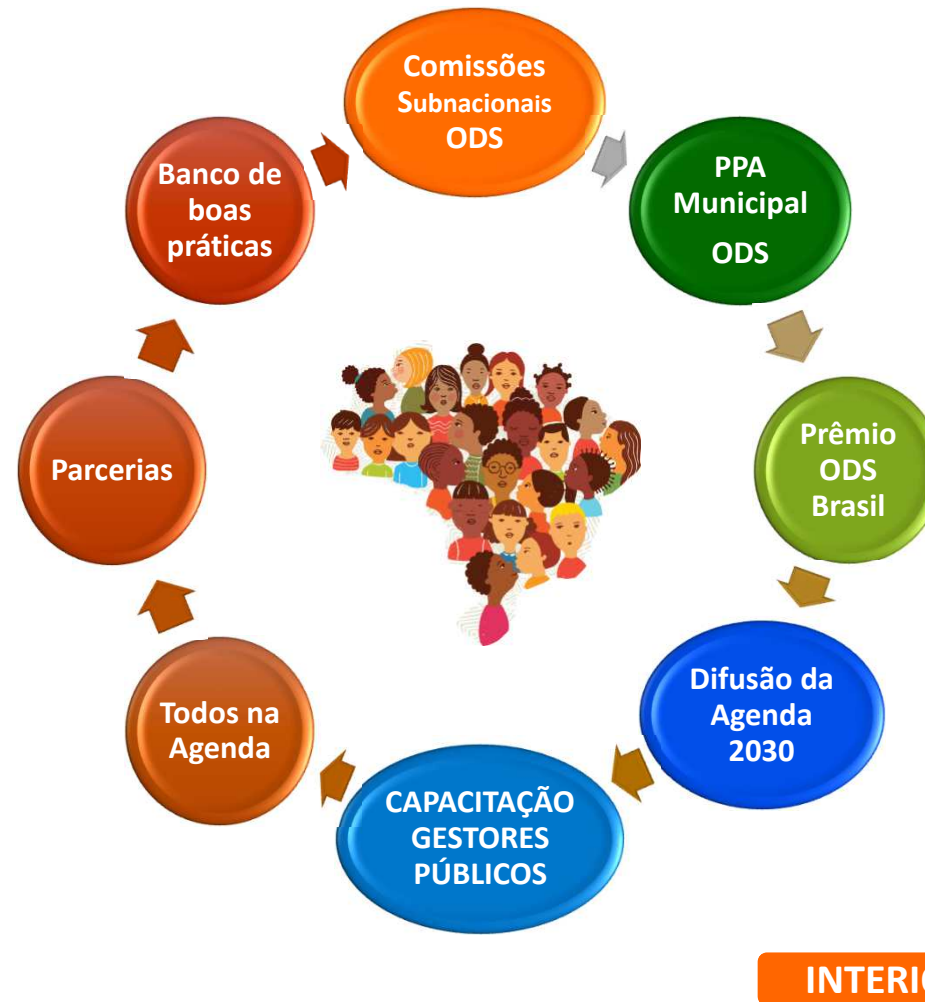 Comissões
Subnacionais
ODS
PPA
Municipal
ODS
Prêmio
ODS
Brasil
Difusão da
Agenda
2030
CAPACITAÇÃO
GESTORES
PÚBLICOS
Todos na
Agenda
Parcerias
Banco de
boas
práticas